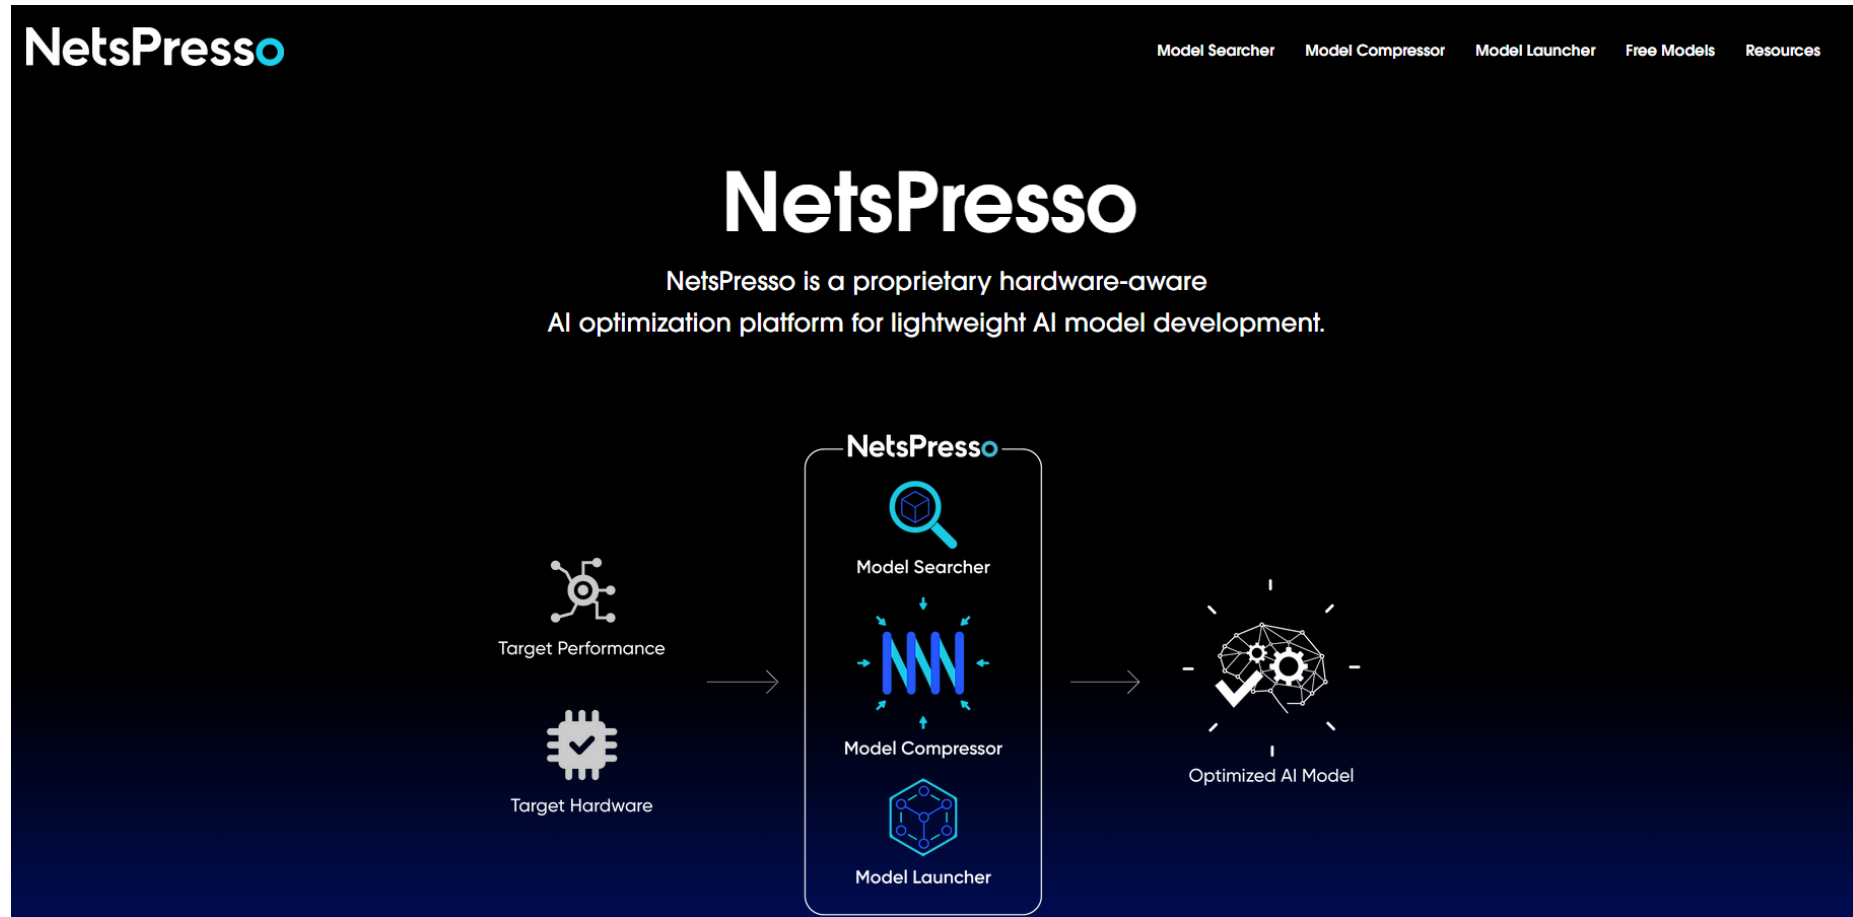 NetsPresso
Model Searcher
Model Compressor
Model Launcher
Free Models
Resources
NetsPresso
NetsPresso is a proprietary hardware-aware
AI optimization platform for lightweight AI model development.
Target Performance
Target Hardware
NetsPresso
Model Searcher
Model Compressor
Model Launcher
Optimized AI Model